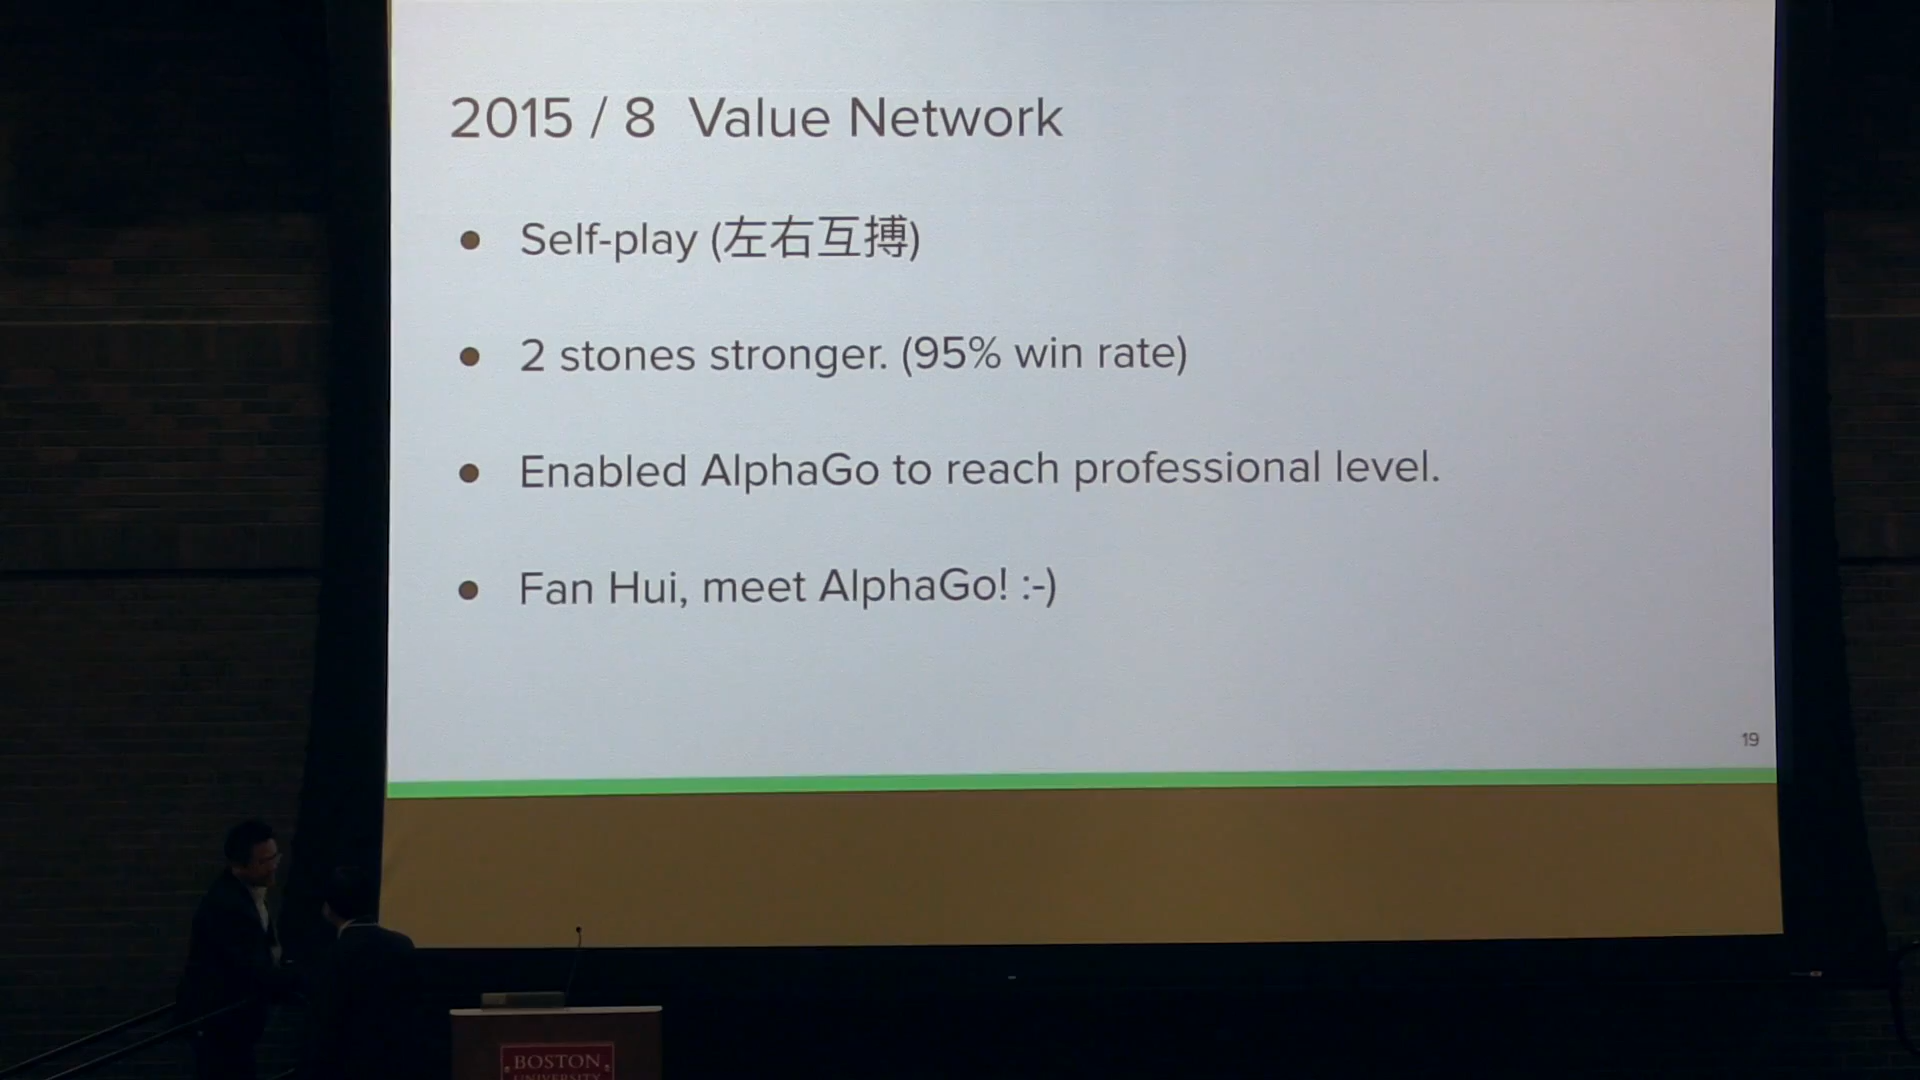 2015 / 8 Value Network
Self-play (左右互搏)
2 stones stronger. (95% win rate)
Enabled AlphaGo to reach professional level.
Fan Hui, meet AlphaGo! :-)
19
BOSTON
UNIVERSITY